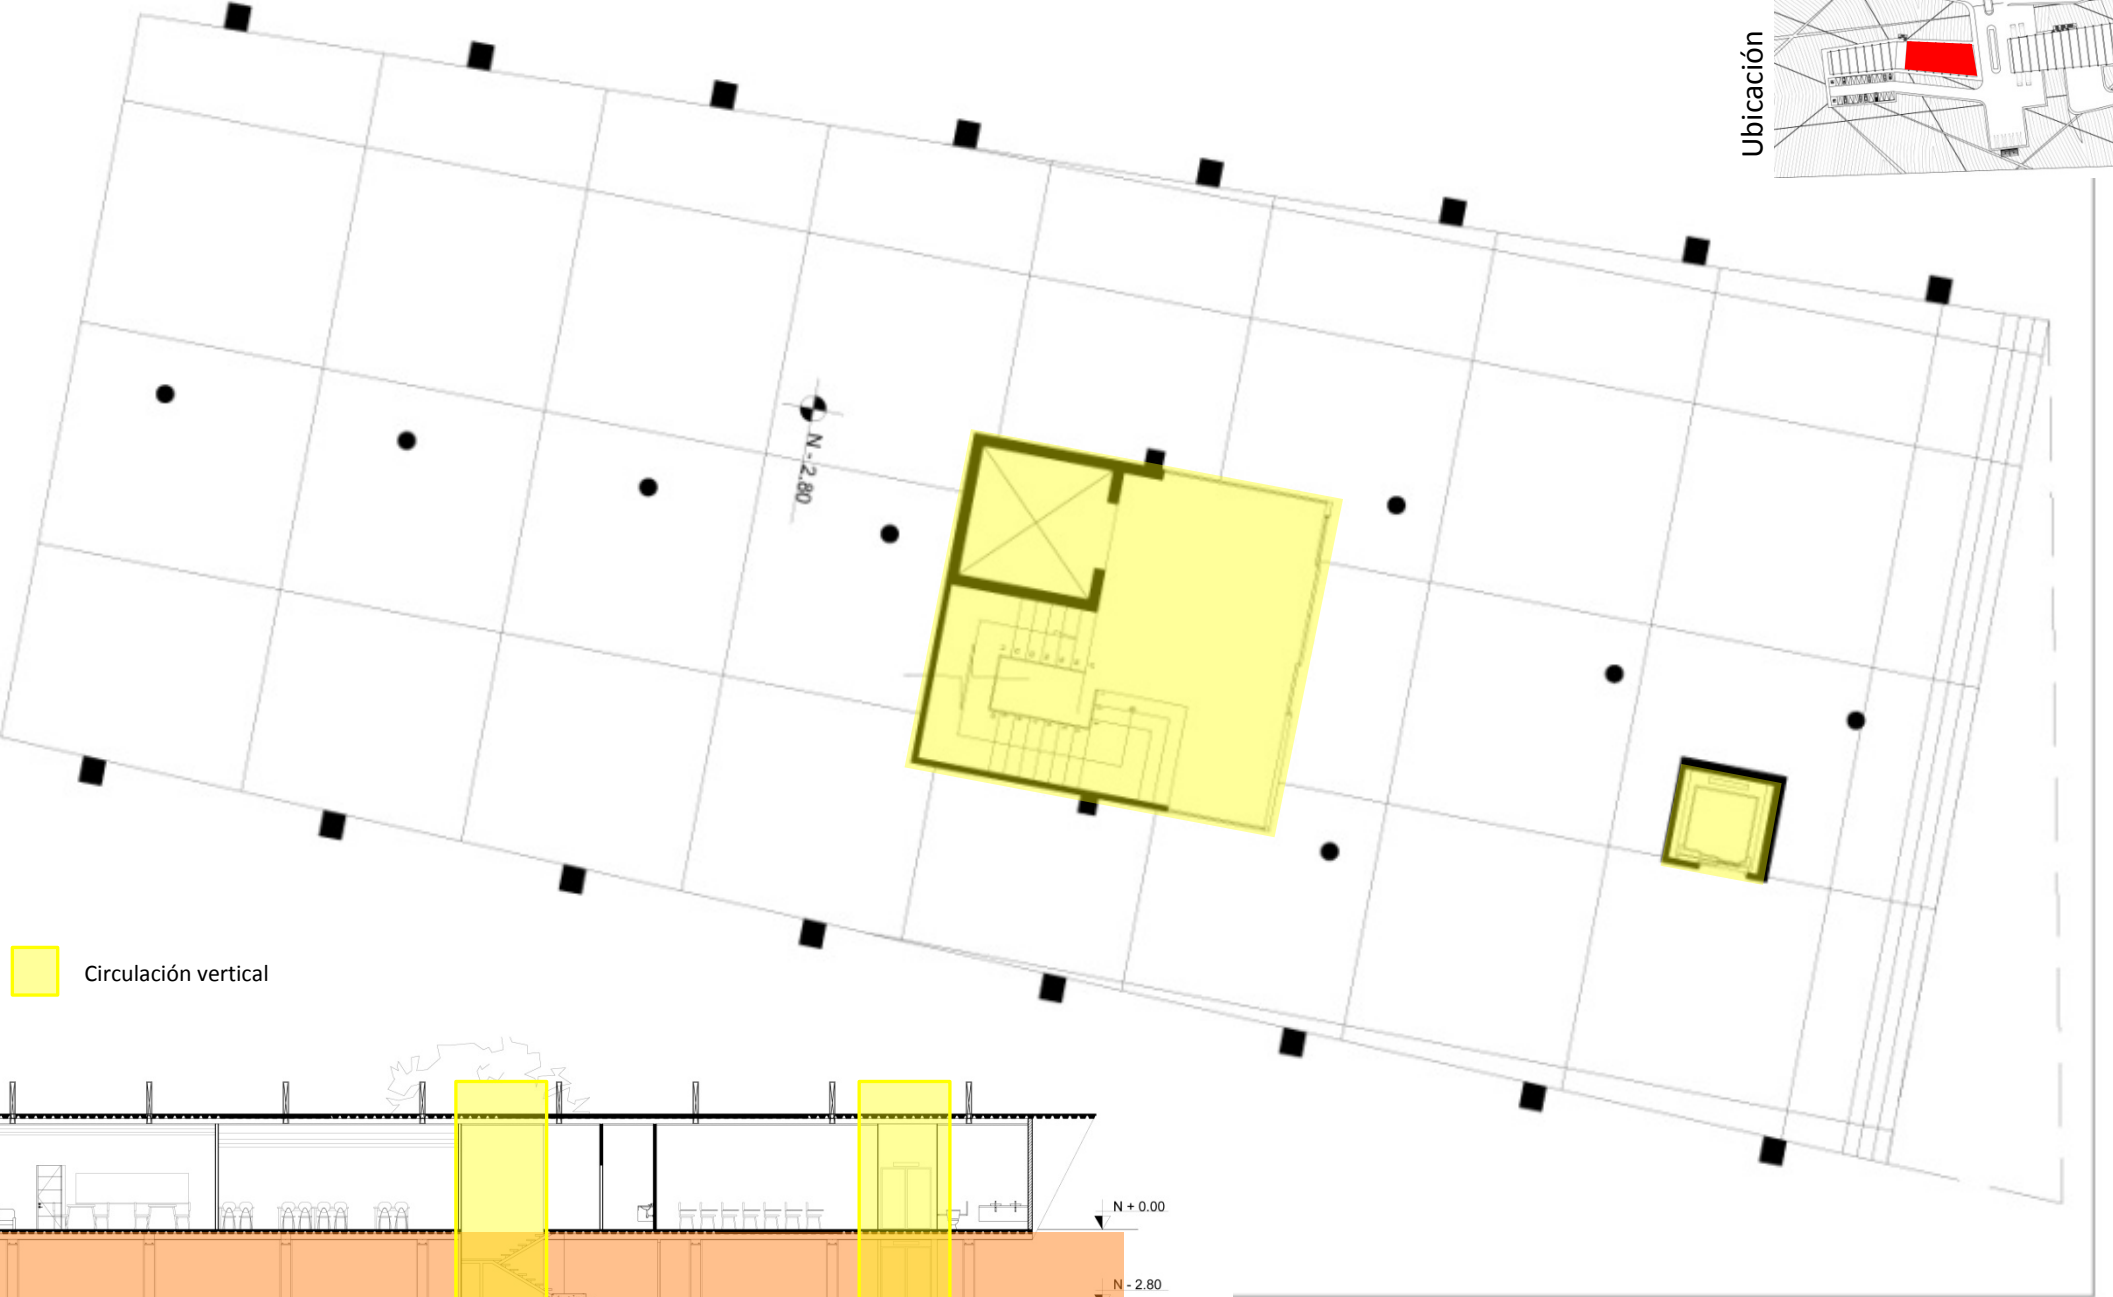 Ubicación
N - 2.80
Circulación vertical
N + 0.00
N - 2.80